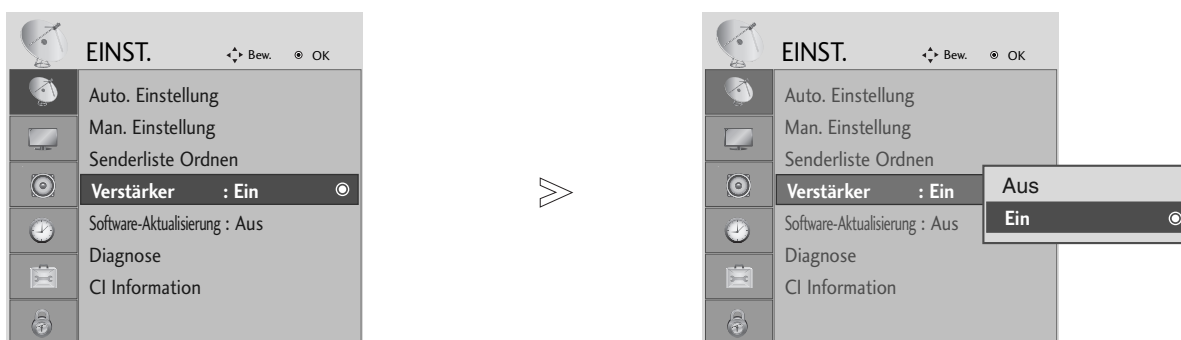 EINST. Bew. OK
Auto. Einstellung
Man. Einstellung
Senderliste Ordnen
Verstärker : Ein
Software-Aktualisierung : Aus
Diagnose
CI Information
EINST. Bew. OK
Auto. Einstellung
Man. Einstellung
Senderliste Ordnen
Verstärker : Ein
Software-Aktualisierung : Aus
Diagnose
CI Information
Aus
Ein